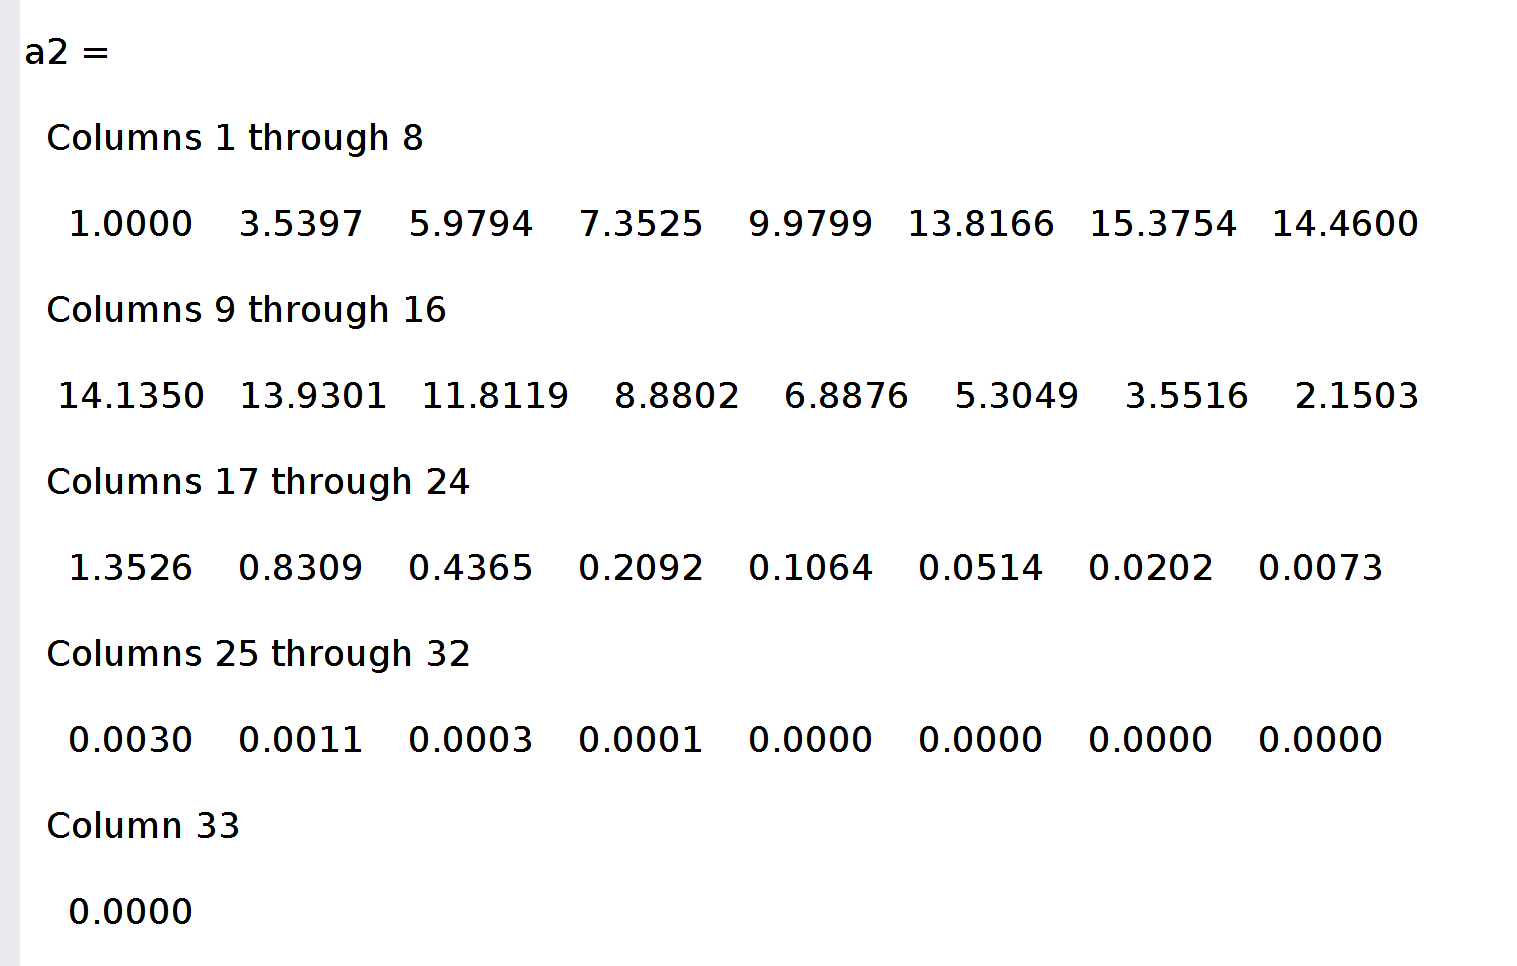 a2 =
Columns 1 through 8
1.0000 3.5397 5.9794 7.3525 9.9799 13.8166 15.3754 14.4600
Columns 9 through 16
14.1350 13.9301 11.8119 8.8802 6.8876 5.3049 3.5516 2.1503
Columns 17 through 24
1.3526 0.8309 0.4365 0.2092 0.1064 0.0514 0.0202 0.0073
Columns 25 through 32
0.0030 0.0011 0.0003 0.0001 0.0000 0.0000 0.0000 0.0000
Column 33
0.0000